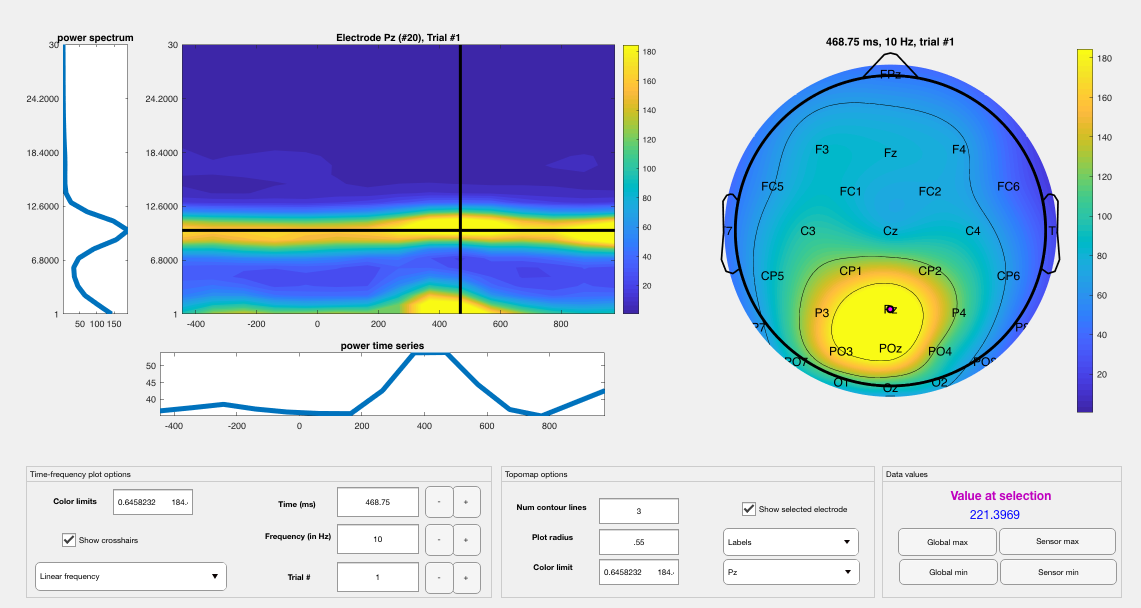 power spectrum
30
24.2000
18.4000
12.6000
6.8000
1
50 100 150
Electrode Pz (#20), Trial #1
30
24.2000
18.4000
12.6000
6.8000
1
-400 -200 0 200 400 600 800
180
160
140
120
100
80
60
40
20
power time series
50
45
40
-400 -200 0 200 400 600 800
468.75 ms, 10 Hz, trial #1
FPz
F3 Fz F4
FC5 FC1 FC2 FC6
7 C3 Cz C4 T
CP5 CP1 CP2 CP6
P7 P3 Pz P4 P8
PO7 PO3 POz PO4 PO8
O1 Oz O2
180
160
140
120
100
80
60
40
20
Time-frequency plot options
Color limits 0.6458232 184.
Show crosshairs
Linear frequency
Time (ms) 468.75 - +
Frequency (in Hz) 10 - +
Trial # 1 - +
Topomap options
Num contour lines 3
Plot radius .55
Color limit 0.6458232 184.
Show selected electrode
Labels
Pz
Data values
Value at selection
221.3969
Global max Sensor max
Global min Sensor min